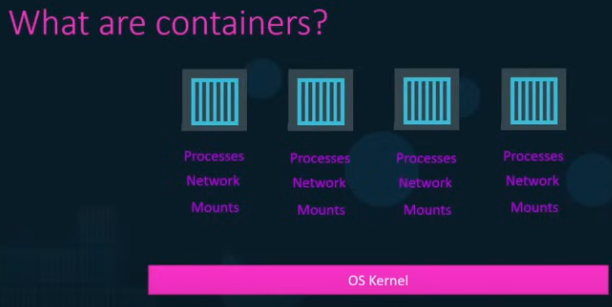 What are containers?
Processes Processes Processes Processes
Network Network Network Network
Mounts Mounts Mounts Mounts
OS Kernel